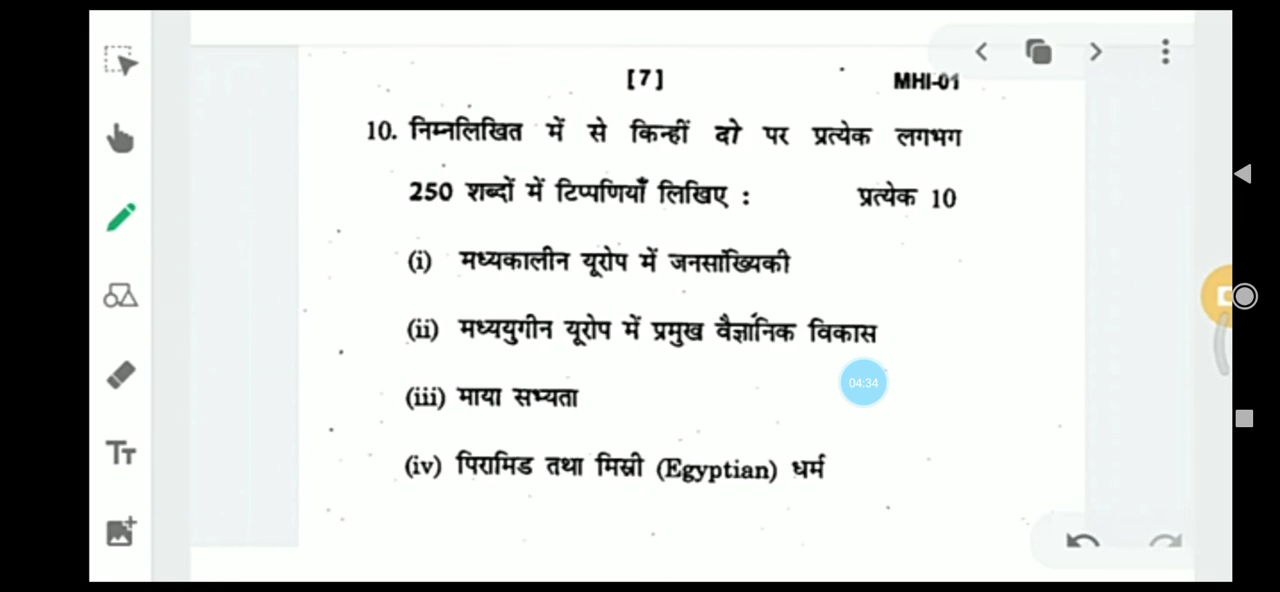 [7]
MHI-01
10. निम्नलिखित में से किन्हीं दो पर प्रत्येक लगभग
250 शब्दों में टिप्पणियाँ लिखिए : प्रत्येक 10
(i) मध्यकालीन यूरोप में जनसांख्यिकी
(ii) मध्ययुगीन यूरोप में प्रमुख वैज्ञानिक विकास
04:34
(iii) माया सभ्यता
(iv) पिरामिड तथा मिस्री (Egyptian) धर्म
TT